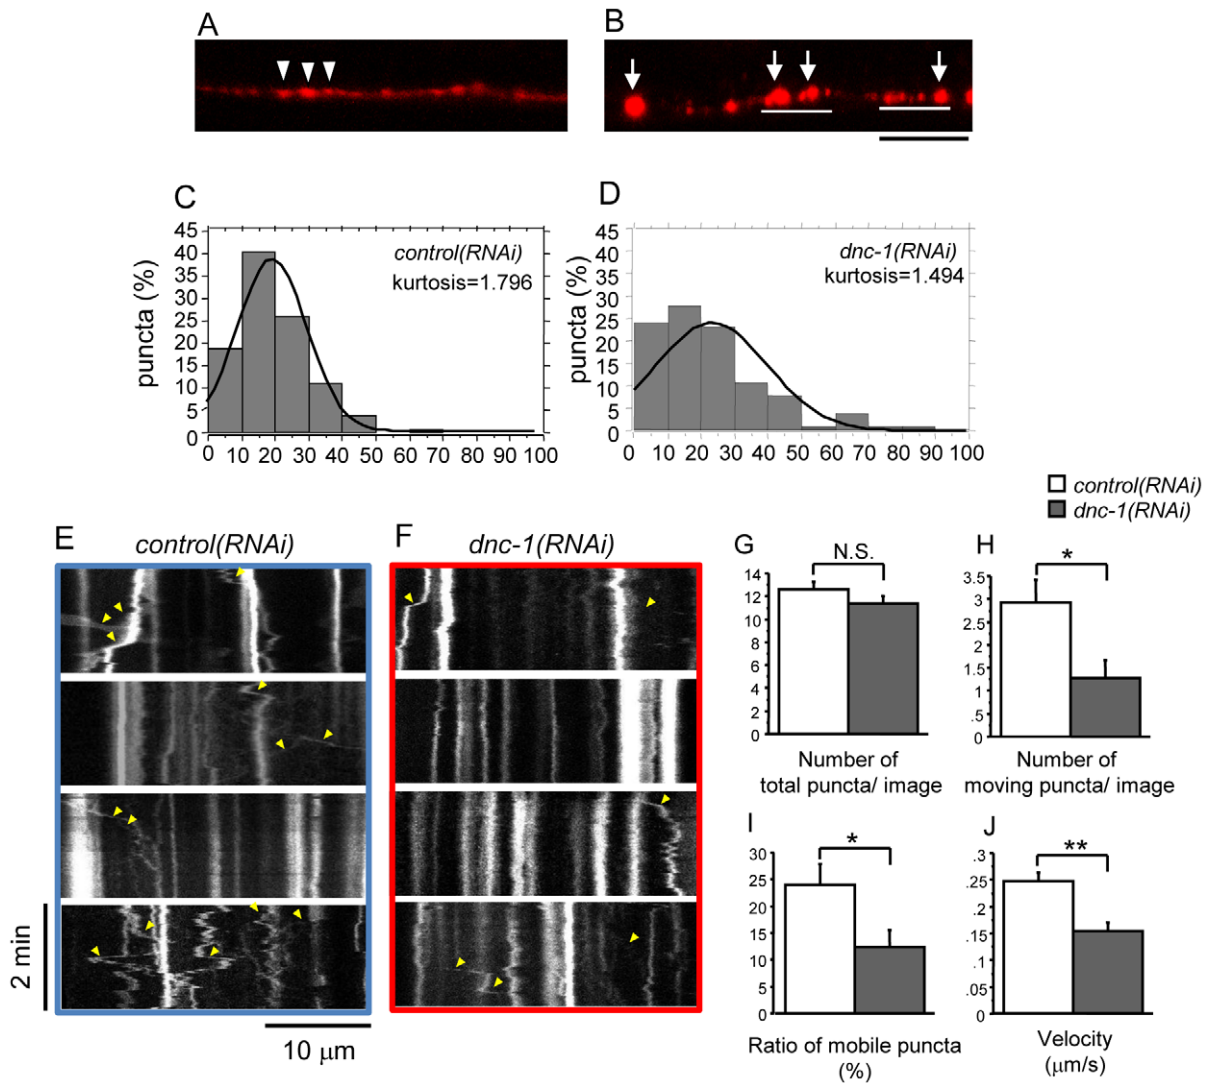 A
B
C
D
45
40
35
30
25
20
15
10
5
0
puncta (%)
control(RNAi)
kurtosis=1.796
0 10 20 30 40 50 60 70 80 90 100
45
40
35
30
25
20
15
10
5
0
puncta (%)
dnc-1(RNAi)
kurtosis=1.494
0 10 20 30 40 50 60 70 80 90 100
control(RNAi)
dnc-1(RNAi)
E control(RNAi)
F dnc-1(RNAi)
2 min
10 μm
G
N.S.
14
12
10
8
6
4
2
0
Number of
total puncta/ image
H
*
3.5
3
2.5
2
1.5
1
.5
0
Number of
moving puncta/ image
I
*
30
25
20
15
10
5
0
Ratio of mobile puncta
(%)
J
**
.3
.25
.2
.15
.1
.05
0
Velocity
(μm/s)